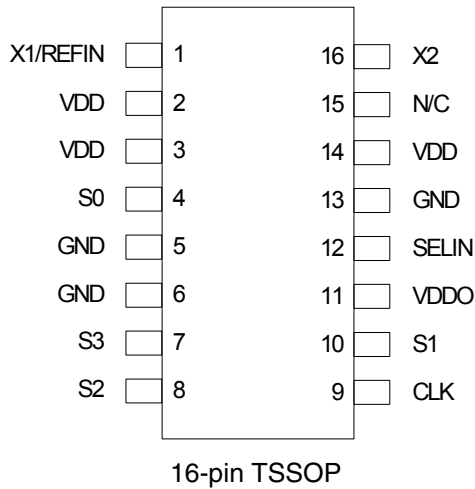 X1/REFIN 1 16 X2
VDD 2 15 N/C
VDD 3 14 VDD
S0 4 13 GND
GND 5 12 SELIN
GND 6 11 VDDO
S3 7 10 S1
S2 8 9 CLK
16-pin TSSOP